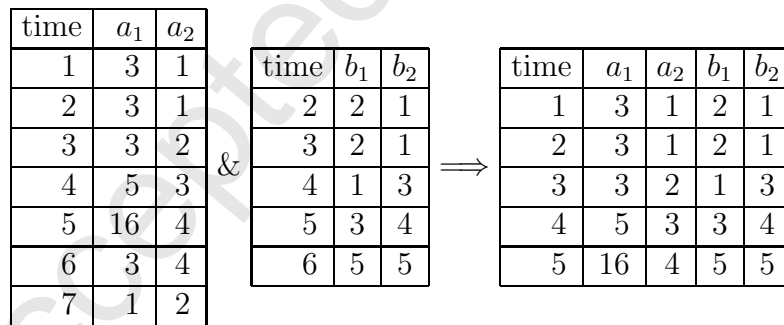 time a₁ a₂
1 3 1
2 3 1
3 3 2
4 5 3
5 16 4
6 3 4
7 1 2
&
time b₁ b₂
2 2 1
3 2 1
4 1 3
5 3 4
6 5 5
⟹
time a₁ a₂ b₁ b₂
1 3 1 2 1
2 3 1 2 1
3 3 2 1 3
4 5 3 3 4
5 16 4 5 5
ccepted